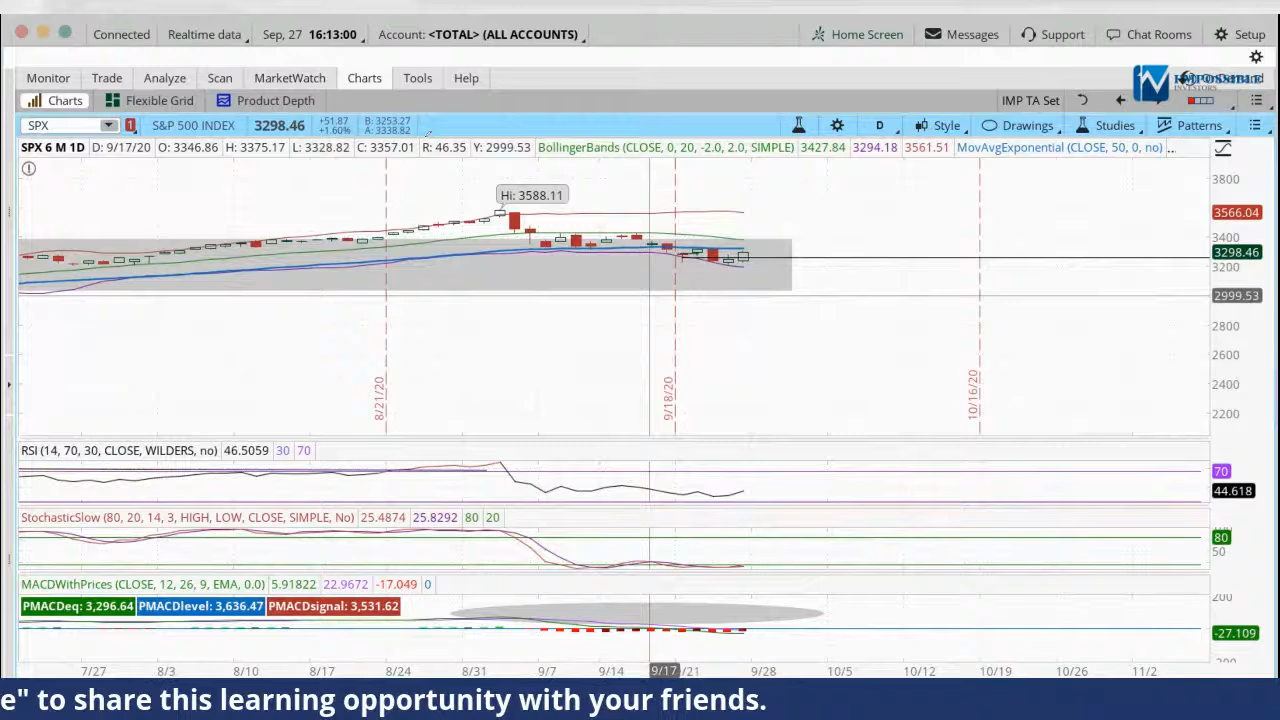 Connected Realtime data Sep, 27 16:13:00 Account: <TOTAL> (ALL ACCOUNTS) Home Screen Messages Support Chat Rooms Setup
Monitor Trade Analyze Scan MarketWatch Charts Tools Help IMPOSSIBLE
INVESTORS
Charts Flexible Grid Product Depth IMP TA Set
SPX 1 S&P 500 INDEX 3298.46 +51.87 B: 3253.27 D Style Drawings Studies Patterns
+1.60% A: 3338.82
SPX 6 M 1D D: 9/17/20 O: 3346.86 H: 3375.17 L: 3328.82 C: 3357.01 R: 46.35 Y: 2999.53 BollingerBands (CLOSE, 0, 20, -2.0, 2.0, SIMPLE) 3427.84 3294.18 3561.51 MovAvgExponential (CLOSE, 50, 0, no) ...
3800
Hi: 3588.11
3566.04
3400
3298.46
3200
2999.53
2800
2600
2400
2200
8/21/20 9/18/20 10/16/20
RSI (14, 70, 30, CLOSE, WILDERS, no) 46.5059 30 70
70
44.618
StochasticSlow (80, 20, 14, 3, HIGH, LOW, CLOSE, SIMPLE, No) 25.4874 25.8292 80 20
80
50
MACDWithPrices (CLOSE, 12, 26, 9, EMA, 0.0) 5.91822 22.9672 -17.049 0
200
PMACDeq: 3,296.64 PMACDlevel: 3,636.47 PMACDsignal: 3,531.62
-27.109
7/27 8/3 8/10 8/17 8/24 8/31 9/7 9/14 9/17 /21 9/28 10/5 10/12 10/19 10/26 11/2
e" to share this learning opportunity with your friends.